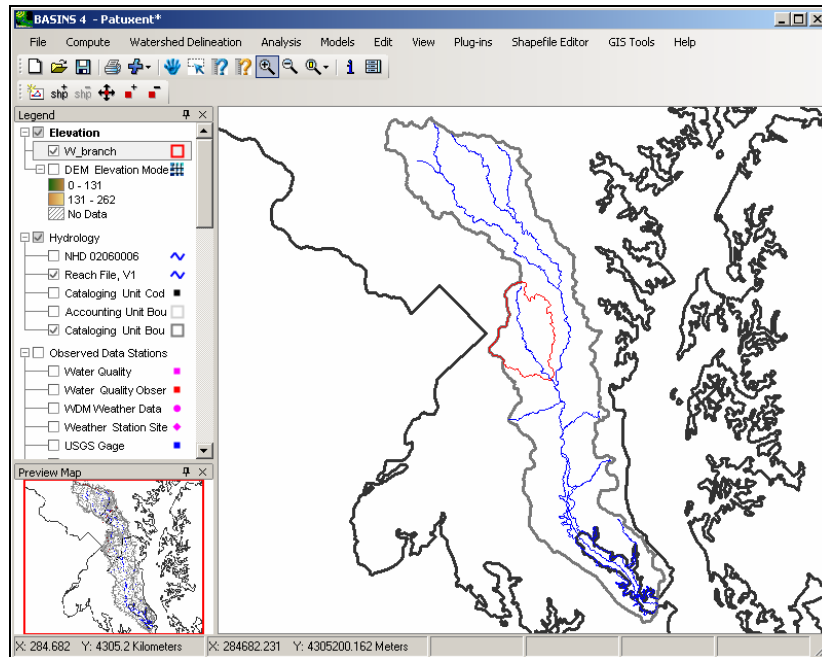 BASINS 4 - Patuxent*
File Compute Watershed Delineation Analysis Models Edit View Plug-ins Shapefile Editor GIS Tools Help
shp shp
Legend
Elevation
W_branch
DEM Elevation Mode
0 - 131
131 - 262
No Data
Hydrology
NHD 02060006
Reach File, V1
Cataloging Unit Cod
Accounting Unit Bou
Cataloging Unit Bou
Observed Data Stations
Water Quality
Water Quality Obser
WDM Weather Data
Weather Station Site
USGS Gage
Preview Map
X: 284.682 Y: 4305.2 Kilometers X: 284682.231 Y: 4305200.162 Meters